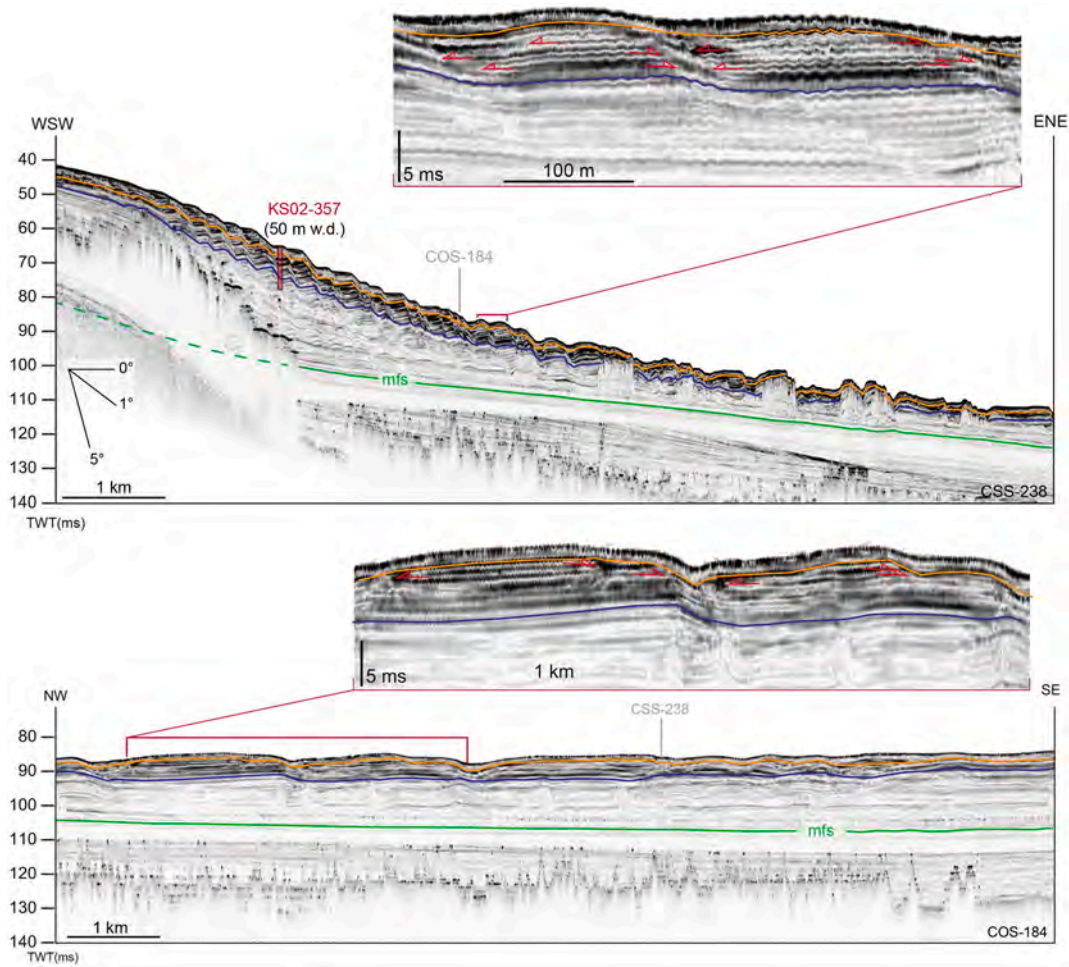 5 ms
100 m
WSW
ENE
40
50
60
70
80
90
100
110
120
130
140
KS02-357
(50 m w.d.)
COS-184
mfs
0°
1°
5°
1 km
CSS-238
TWT(ms)
5 ms
1 km
NW
SE
CSS-238
80
90
100
110
120
130
140
mfs
1 km
COS-184
TWT(ms)